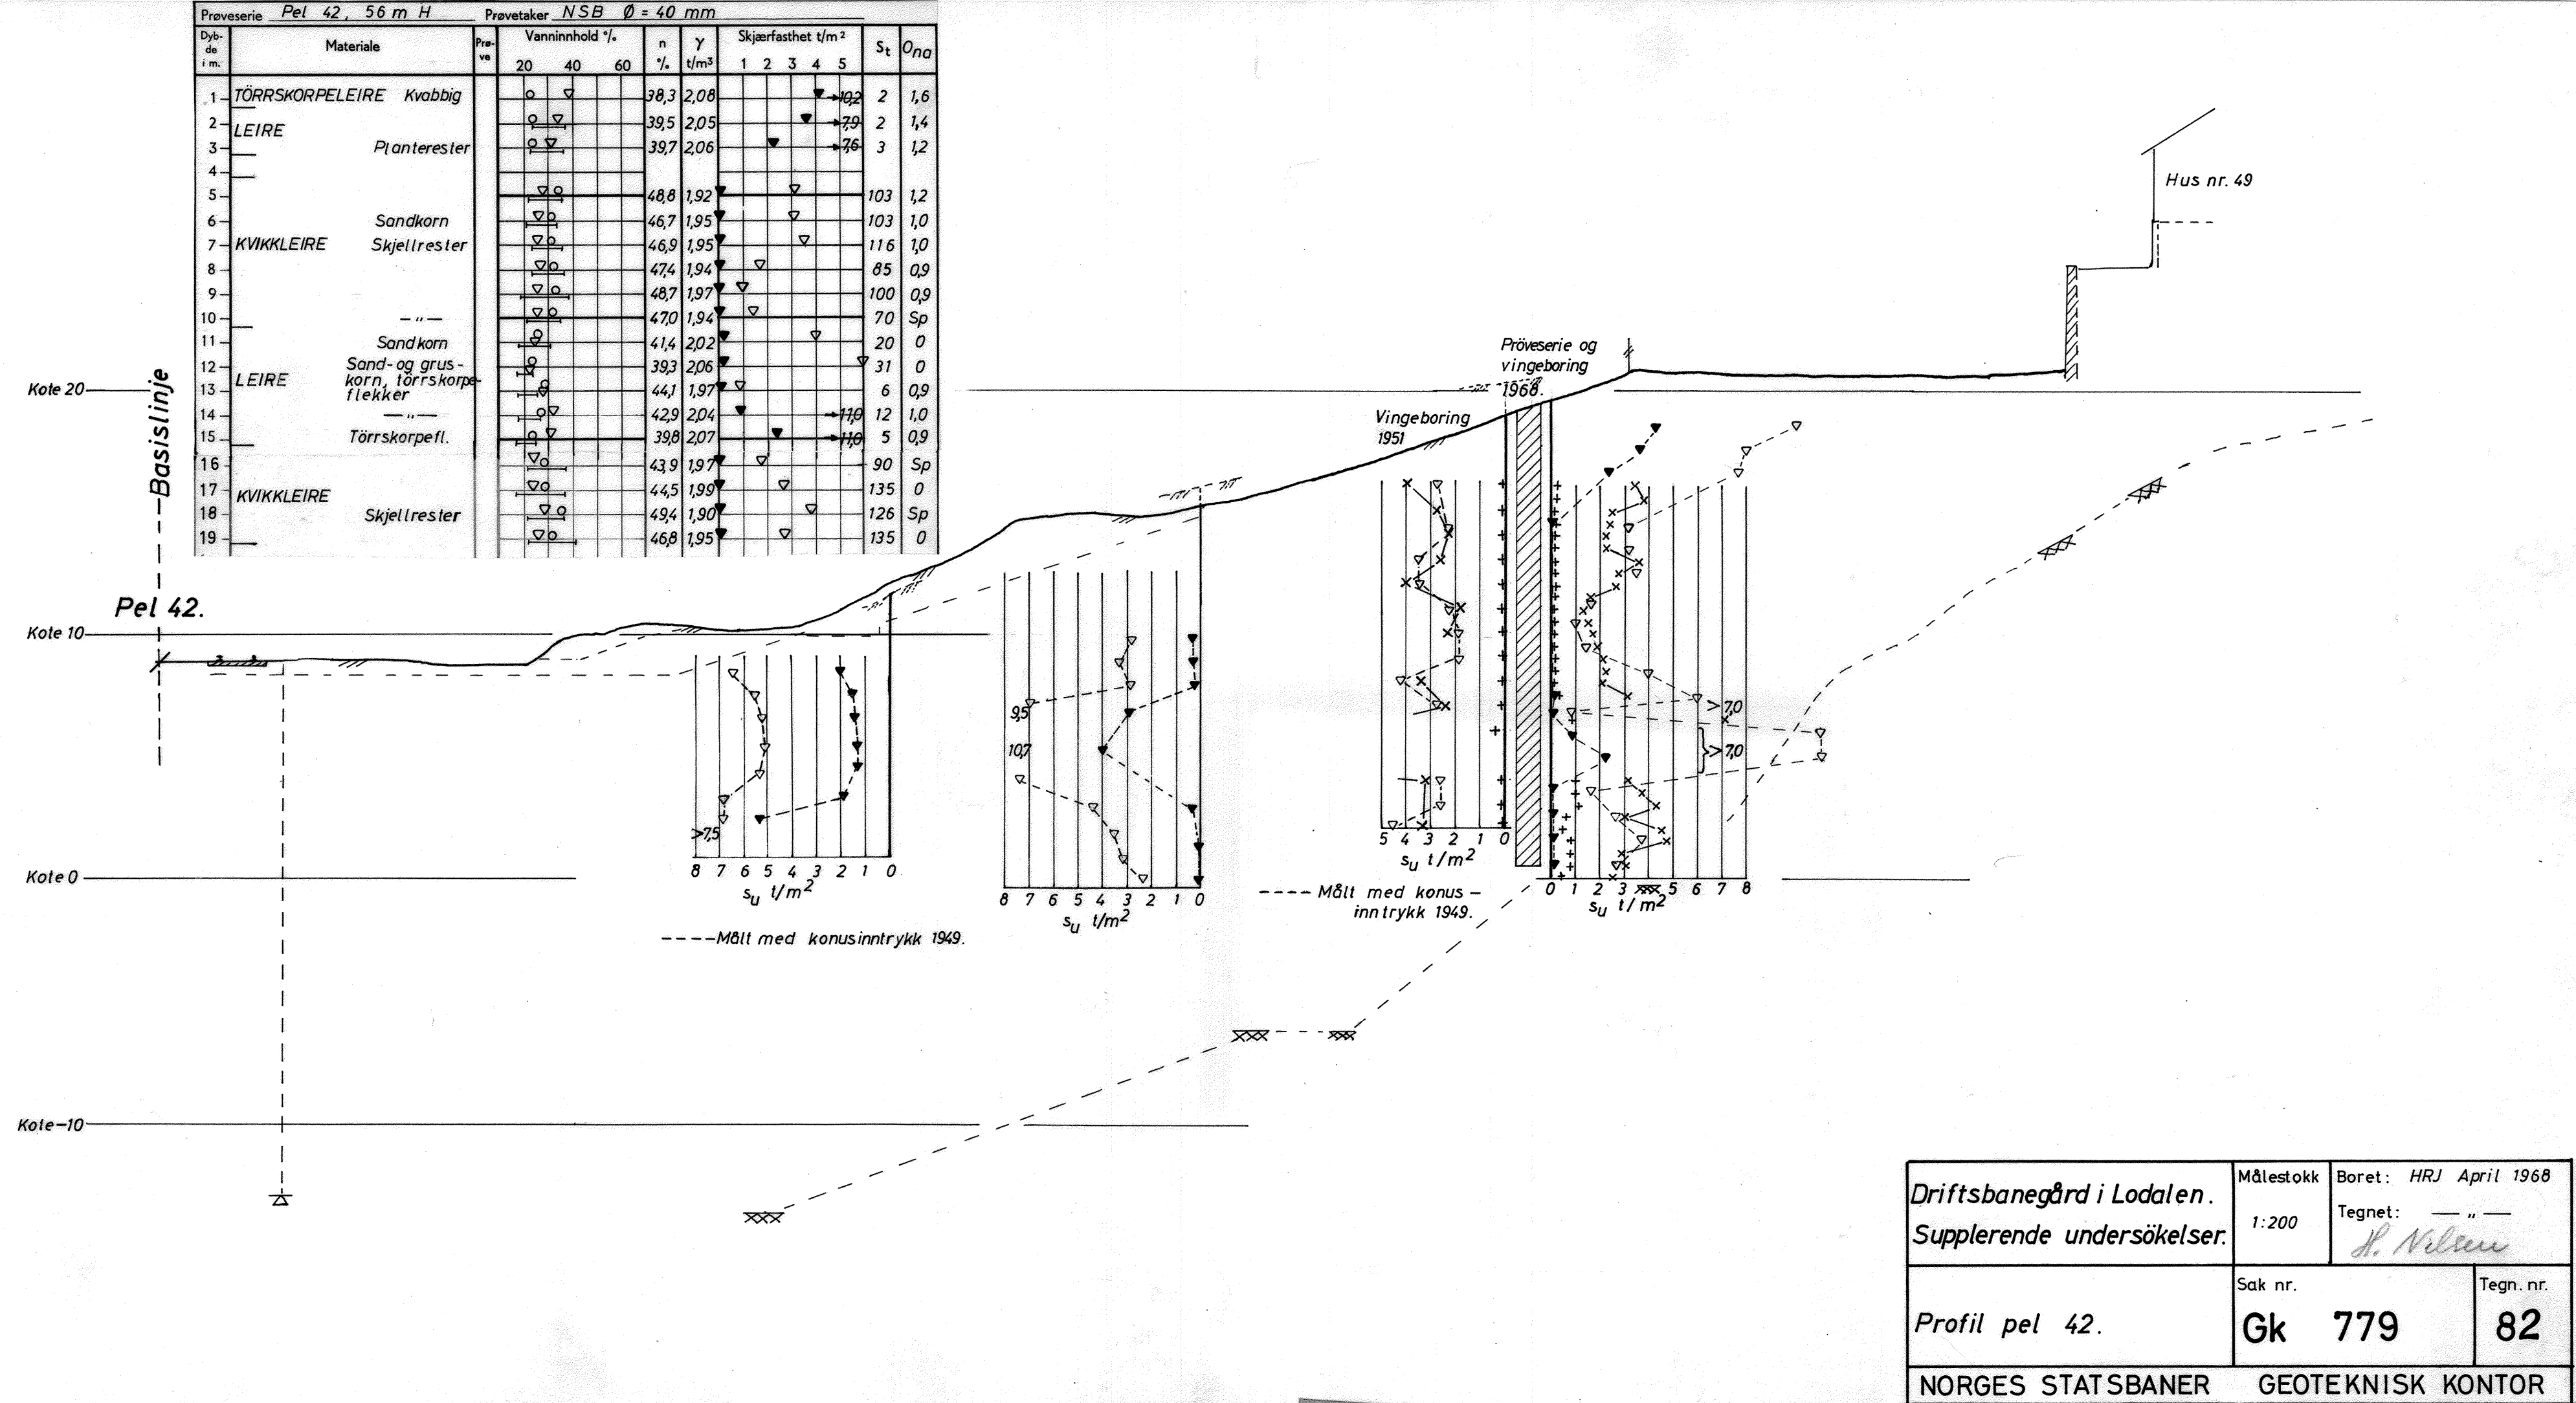 Prøveserie Pel 42, 56 m H Prøvetaker NSB Ø = 40 mm
Dyb-de i m. Materiale Prø-ve Vanninnhold % n % γ t/m³ Skjærfasthet t/m² St Ona
20 40 60 1 2 3 4 5
1 TÖRRSKORPELEIRE Kvabbig 38,3 2,08 10,2 2 1,6
2 LEIRE 39,5 2,05 7,9 2 1,4
3 Planterester 39,7 2,06 7,6 3 1,2
4
5 48,8 1,92 103 1,2
6 Sandkorn 46,7 1,95 103 1,0
7 KVIKKLEIRE Skjellrester 46,9 1,95 116 1,0
8 47,4 1,94 85 0,9
9 48,7 1,97 100 0,9
10 — " — 47,0 1,94 70 Sp
11 Sandkorn 41,4 2,02 20 0
12 Sand- og grus- 39,3 2,06 31 0
13 LEIRE korn, törrskorpe- 44,1 1,97 6 0,9
flekker
14 — " — 42,9 2,04 11,0 12 1,0
15 Törrskorpefl. 39,8 2,07 11,0 5 0,9
16 43,9 1,97 90 Sp
17 KVIKKLEIRE 44,5 1,99 135 0
18 Skjellrester 49,4 1,90 126 Sp
19 46,8 1,95 135 0
Hus nr. 49
Pröveserie og
vingeboring
1968.
Kote 20
Basislinje
Vingeboring
1951
Pel 42.
Kote 10
9,5
10,7
>7,0
>7,0
>7,5
Kote 0
8 7 6 5 4 3 2 1 0
su t/m²
8 7 6 5 4 3 2 1 0
su t/m²
5 4 3 2 1 0
su t/m²
0 1 2 3 5 6 7 8
su t/m²
---- Målt med konusinntrykk 1949.
---- Målt med konus-
inntrykk 1949.
Kote -10
Driftsbanegård i Lodalen.
Supplerende undersökelser.
Målestokk
1:200
Boret: HRJ April 1968
Tegnet: — " —
H. Nilsen
Profil pel 42.
Sak nr.
Gk 779
Tegn. nr.
82
NORGES STATSBANER GEOTEKNISK KONTOR